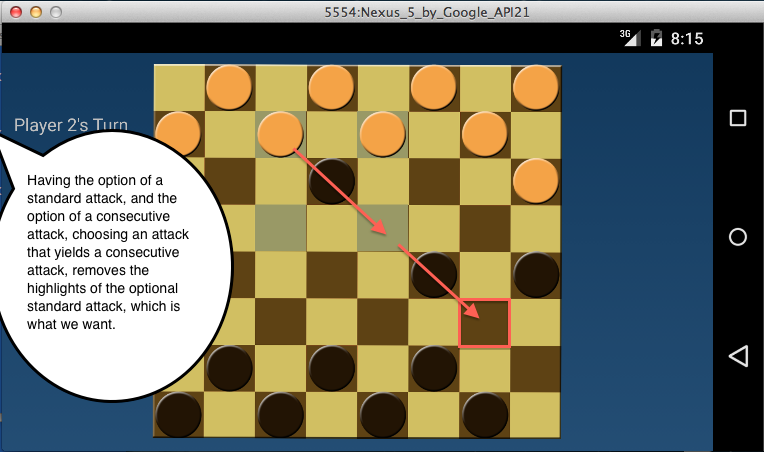 5554:Nexus_5_by_Google_API21
3G
8:15
Player 2's Turn
Having the option of a
standard attack, and the
option of a consecutive
attack, choosing an attack
that yields a consecutive
attack, removes the
highlights of the optional
standard attack, which is
what we want.